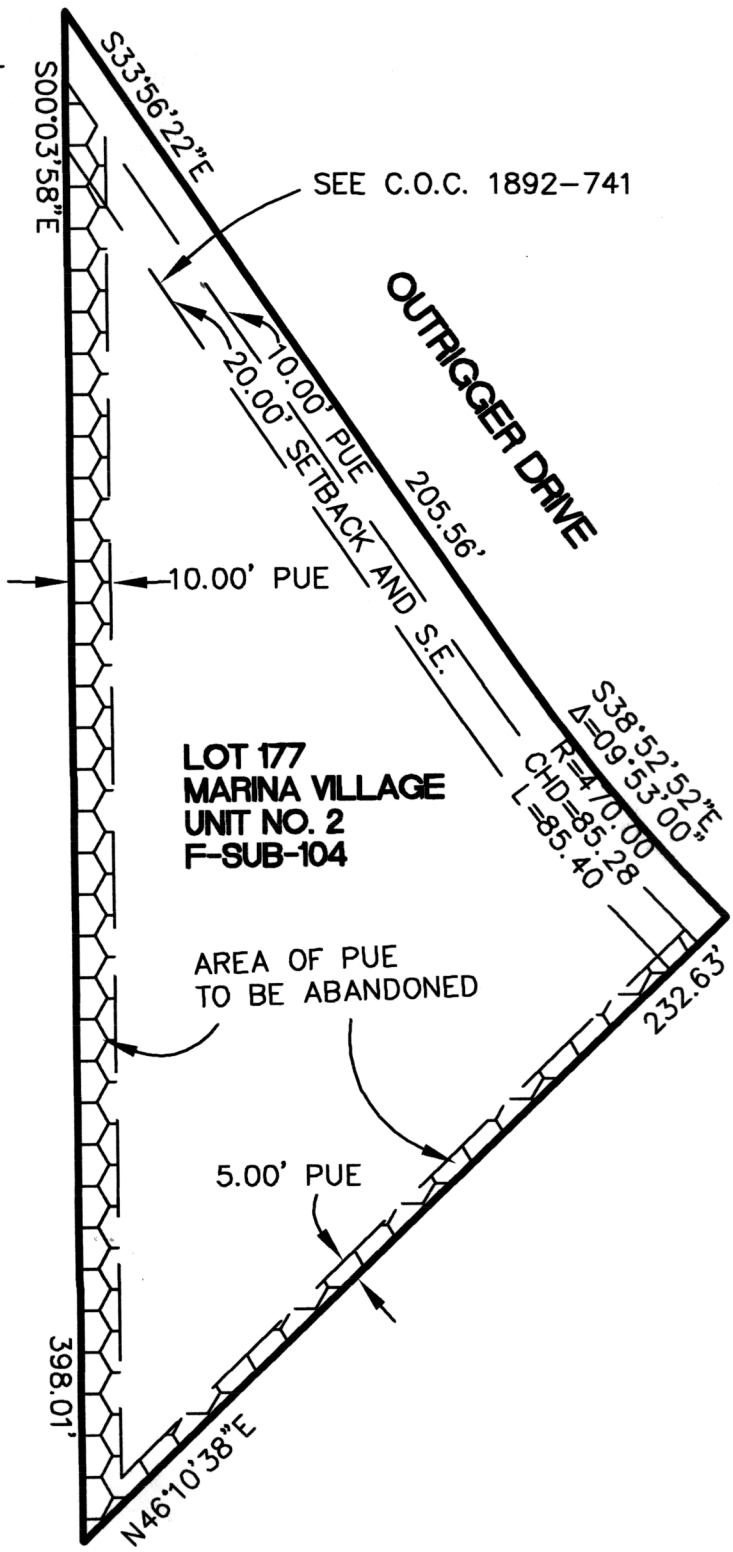 S33°56'22"E
S00°03'58"E
SEE C.O.C. 1892-741
OUTRIGGER DRIVE
10.00' PUE
20.00' SETBACK AND S.E.
205.56'
10.00' PUE
S38°52'52"E
Δ=09°53'00"
R=470.00
CHD=85.28
L=85.40
LOT 177
MARINA VILLAGE
UNIT NO. 2
F-SUB-104
AREA OF PUE
TO BE ABANDONED
232.63'
5.00' PUE
398.01'
N46°10'38"E